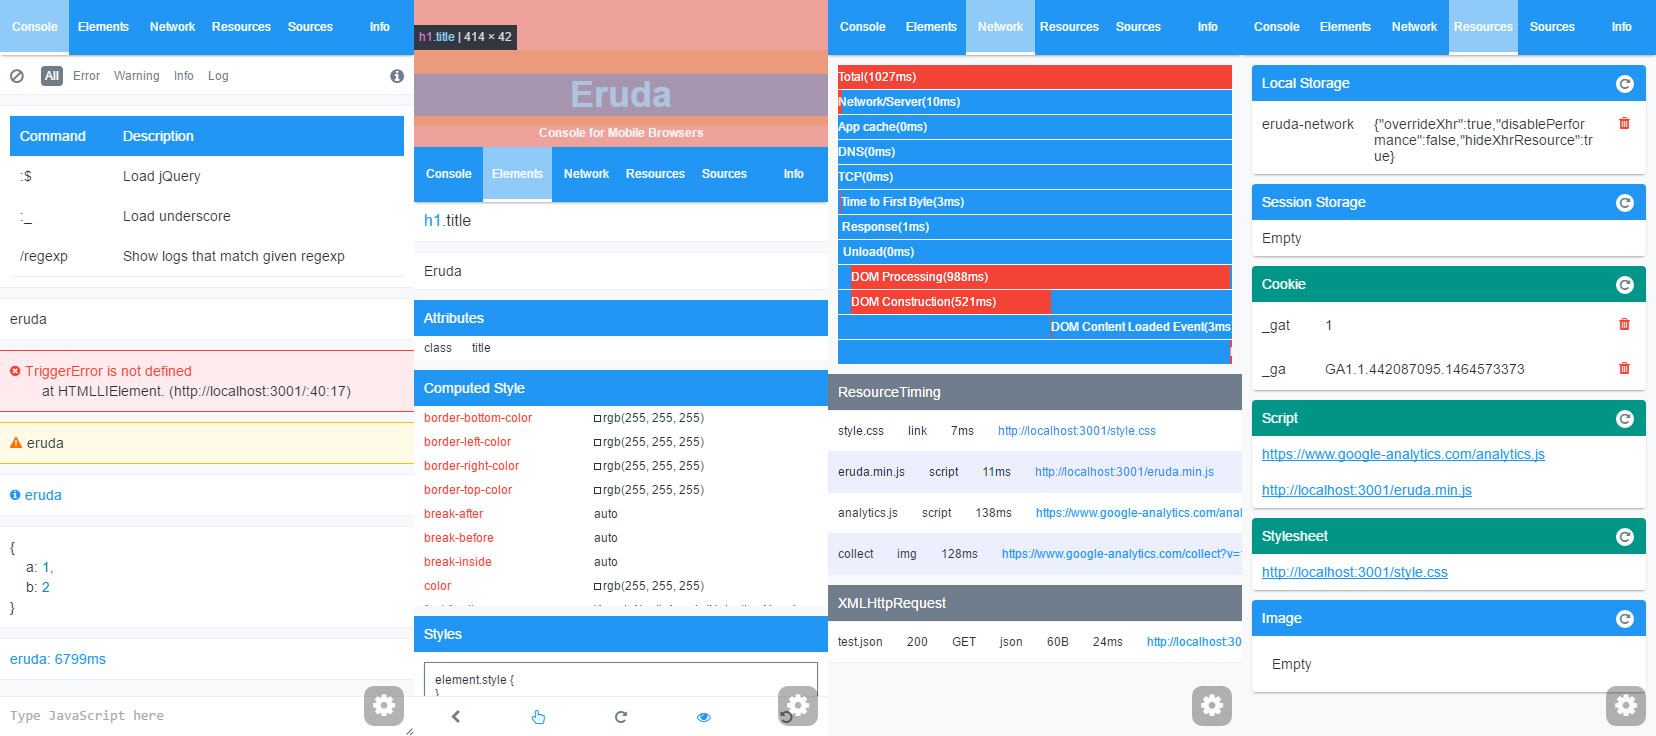 Console Elements Network Resources Sources Info
All Error Warning Info Log
Command Description
:$ Load jQuery
:_ Load underscore
/regexp Show logs that match given regexp
eruda
TriggerError is not defined
at HTMLLIElement. (http://localhost:3001/:40:17)
eruda
eruda
{
a: 1,
b: 2
}
eruda: 6799ms
Type JavaScript here
h1.title | 414 × 42
Eruda
Console for Mobile Browsers
Console Elements Network Resources Sources Info
h1.title
Eruda
Attributes
class title
Computed Style
border-bottom-color rgb(255, 255, 255)
border-left-color rgb(255, 255, 255)
border-right-color rgb(255, 255, 255)
border-top-color rgb(255, 255, 255)
break-after auto
break-before auto
break-inside auto
color rgb(255, 255, 255)
Styles
element.style {
}
Console Elements Network Resources Sources Info
Total(1027ms)
Network/Server(10ms)
App cache(0ms)
DNS(0ms)
TCP(0ms)
Time to First Byte(3ms)
Response(1ms)
Unload(0ms)
DOM Processing(988ms)
DOM Construction(521ms)
DOM Content Loaded Event(3ms
ResourceTiming
style.css link 7ms http://localhost:3001/style.css
eruda.min.js script 11ms http://localhost:3001/eruda.min.js
analytics.js script 138ms https://www.google-analytics.com/anal
collect img 128ms https://www.google-analytics.com/collect?v=
XMLHttpRequest
test.json 200 GET json 60B 24ms http://localhost:30
Console Elements Network Resources Sources Info
Local Storage
eruda-network {"overrideXhr":true,"disablePerfor
mance":false,"hideXhrResource":tr
ue}
Session Storage
Empty
Cookie
_gat 1
_ga GA1.1.442087095.1464573373
Script
https://www.google-analytics.com/analytics.js
http://localhost:3001/eruda.min.js
Stylesheet
http://localhost:3001/style.css
Image
Empty